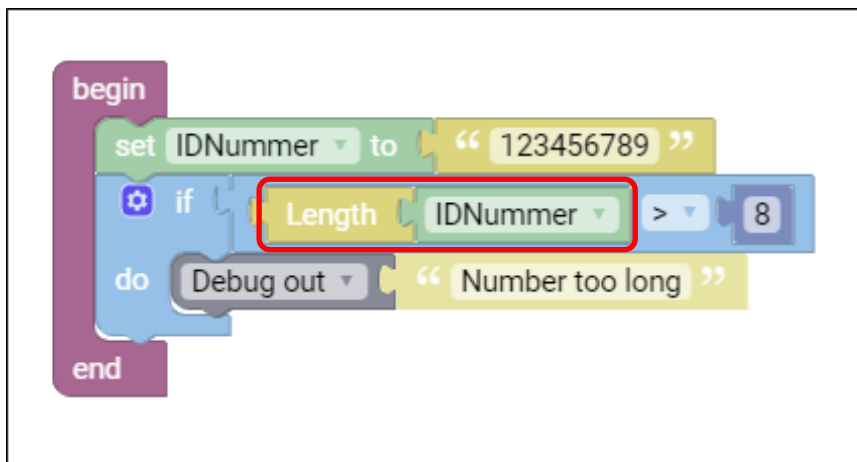 begin
set IDNummer to “ 123456789 ”
if Length IDNummer > 8
do Debug out “ Number too long ”
end